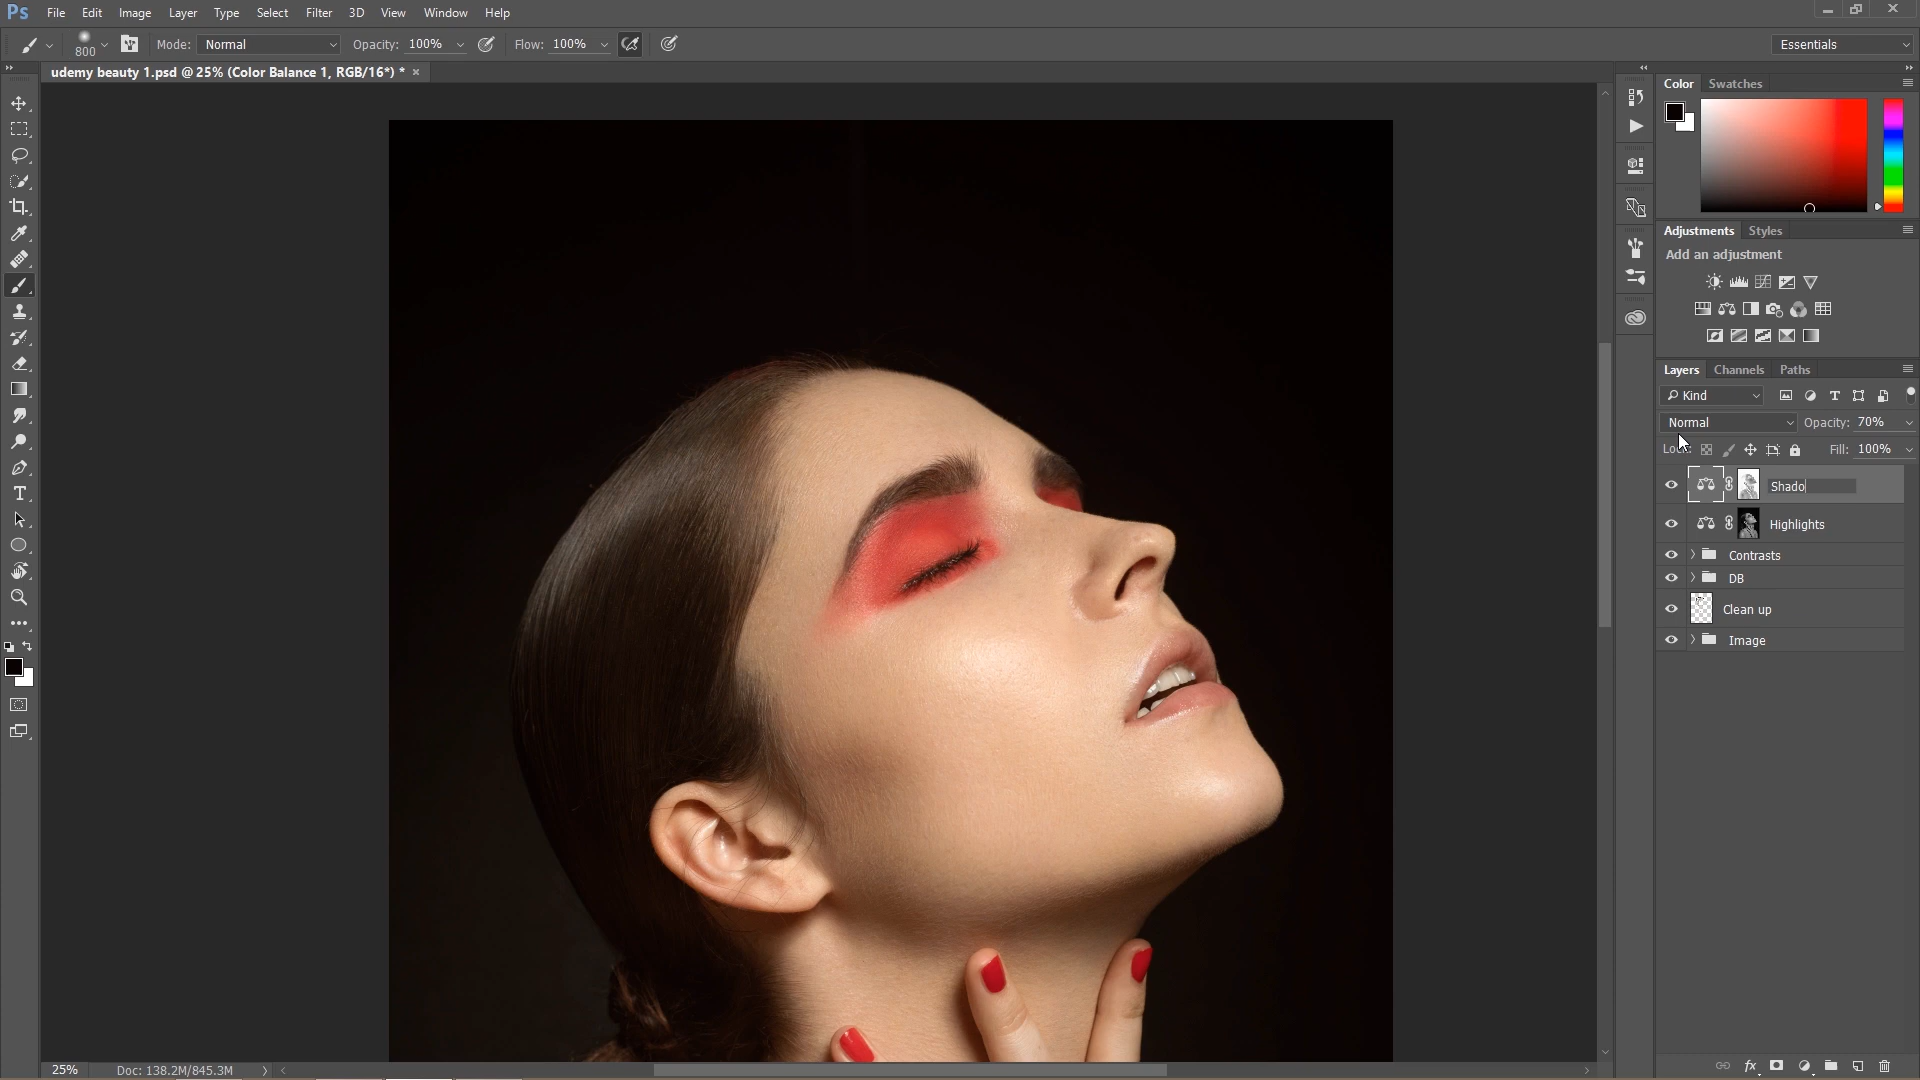 Ps File Edit Image Layer Type Select Filter 3D View Window Help
800 Mode: Normal Opacity: 100% Flow: 100% Essentials
udemy beauty 1.psd @ 25% (Color Balance 1, RGB/16*) * ×
Color Swatches
Adjustments Styles
Add an adjustment
Layers Channels Paths
Kind
Normal Opacity: 70%
Fill: 100%
Shado
Highlights
Contrasts
DB
Clean up
Image
25% Doc: 138.2M/845.3M
fx